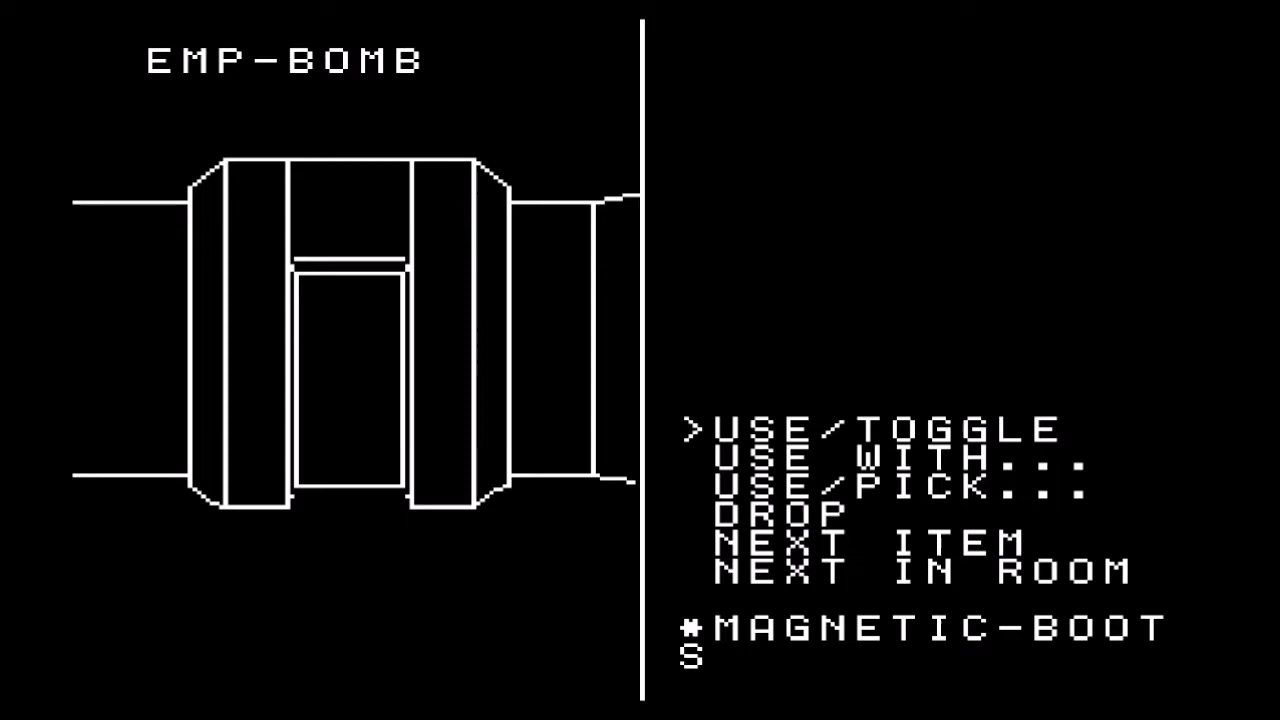 EMP-BOMB
>USE/TOGGLE
USE WITH...
USE/PICK...
DROP
NEXT ITEM
NEXT IN ROOM
*MAGNETIC-BOOT
S